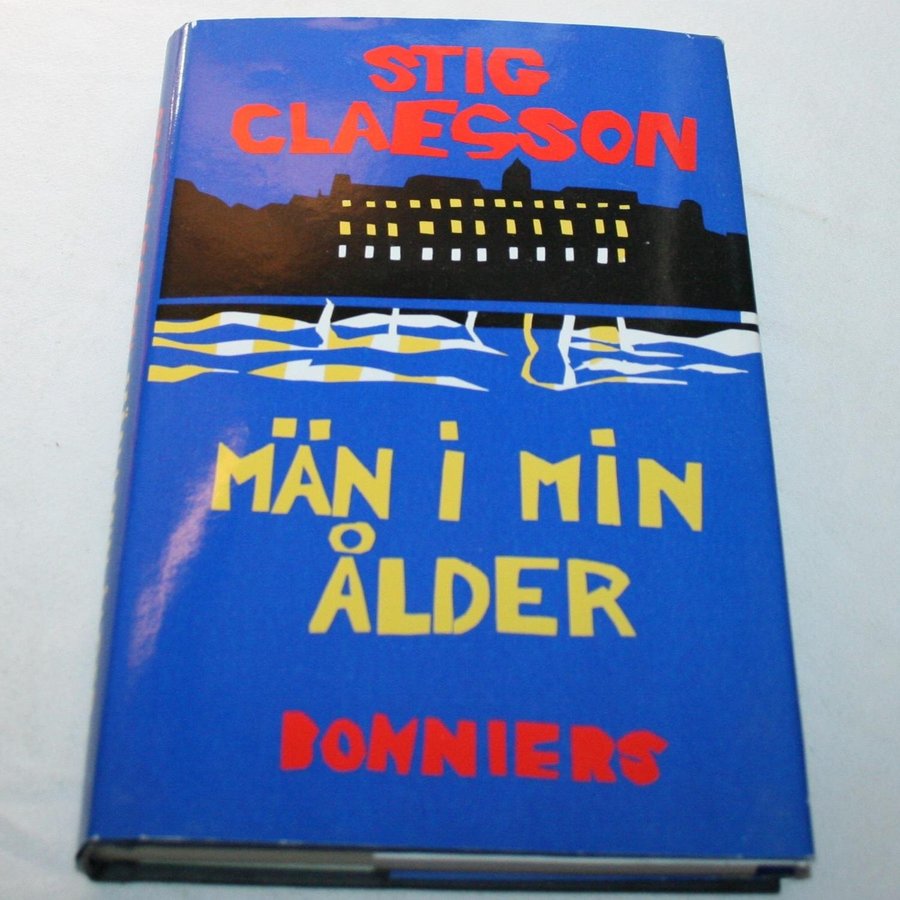 STIG
CLAESSON
MÄN i MiN
ÅLDER
BONNIERS